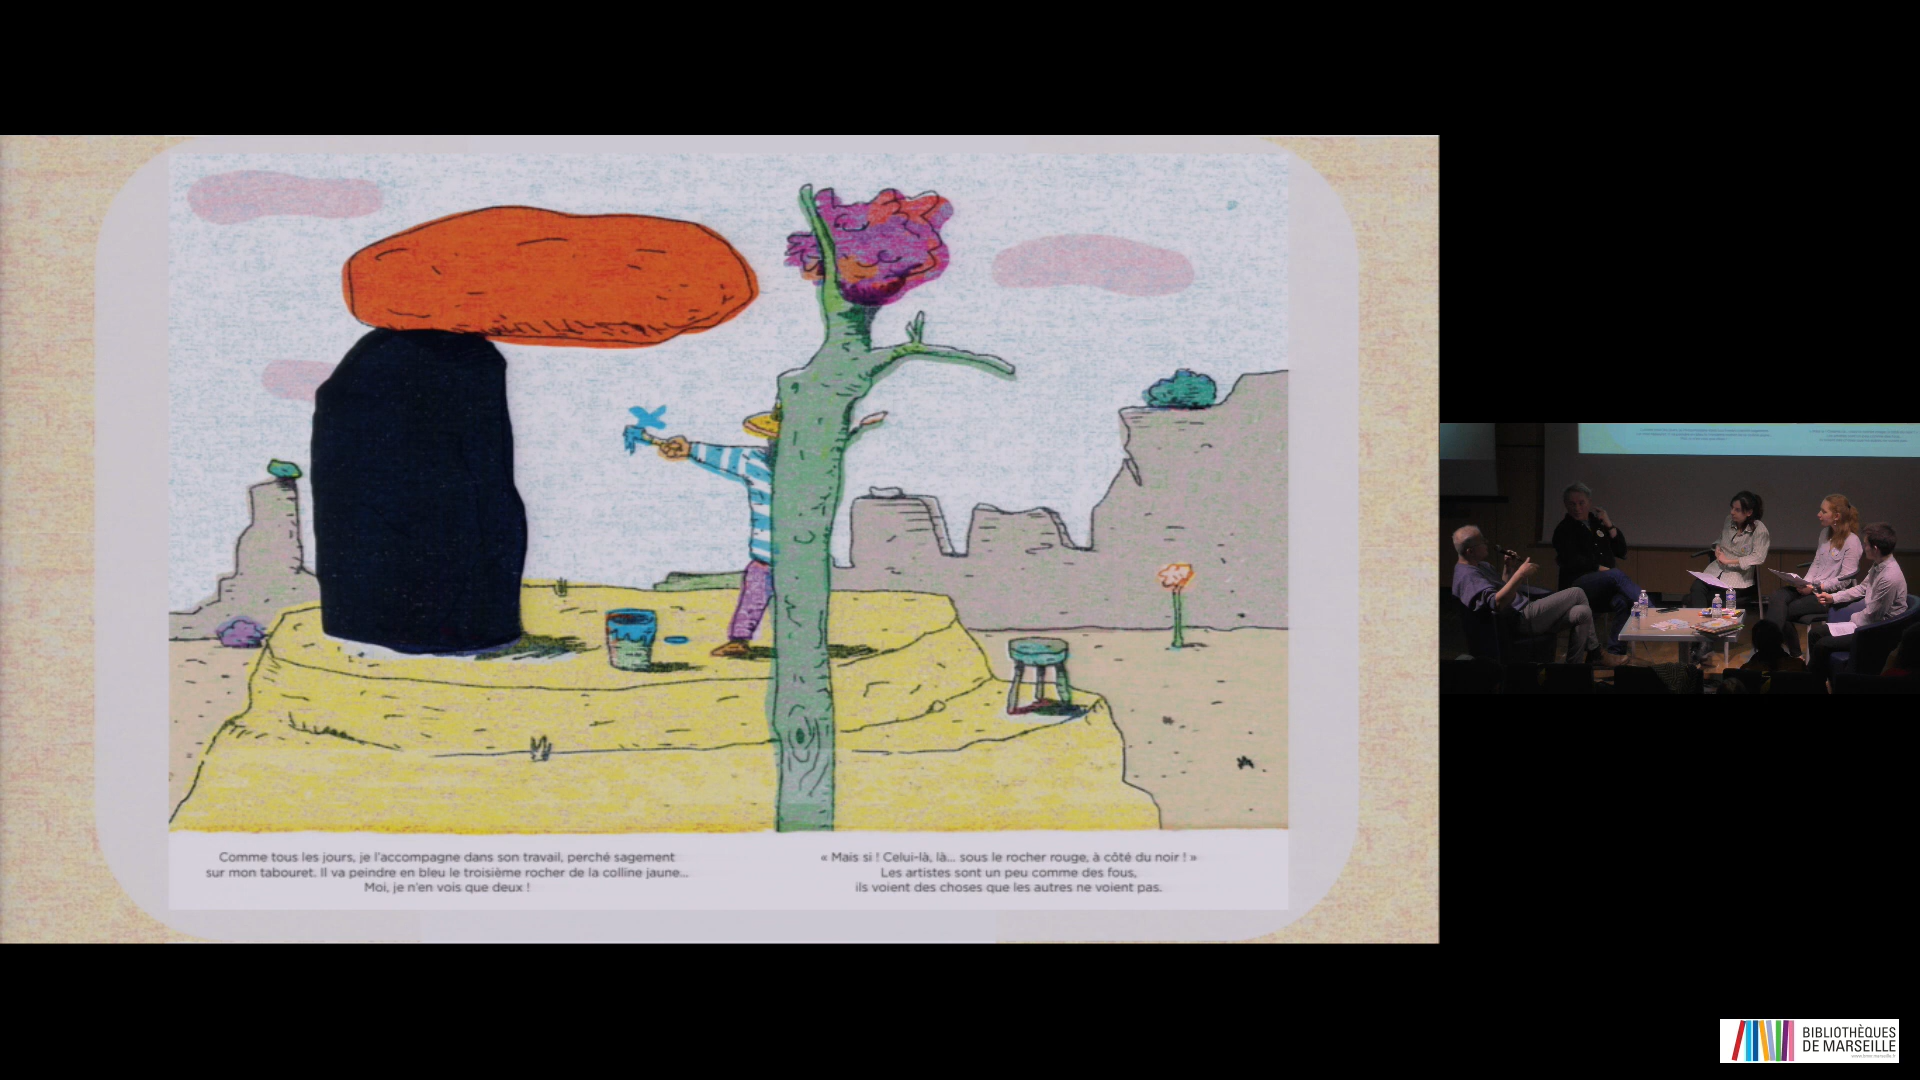 Comme tous les jours, je l'accompagne dans son travail, perché sagement
sur mon tabouret. Il va peindre en bleu le troisième rocher de la colline jaune...
Moi, je n'en vois que deux !
« Mais si ! Celui-là, là... sous le rocher rouge, à côté du noir ! »
Les artistes sont un peu comme des fous,
ils voient des choses que les autres ne voient pas.
BIBLIOTHÈQUES
DE MARSEILLE